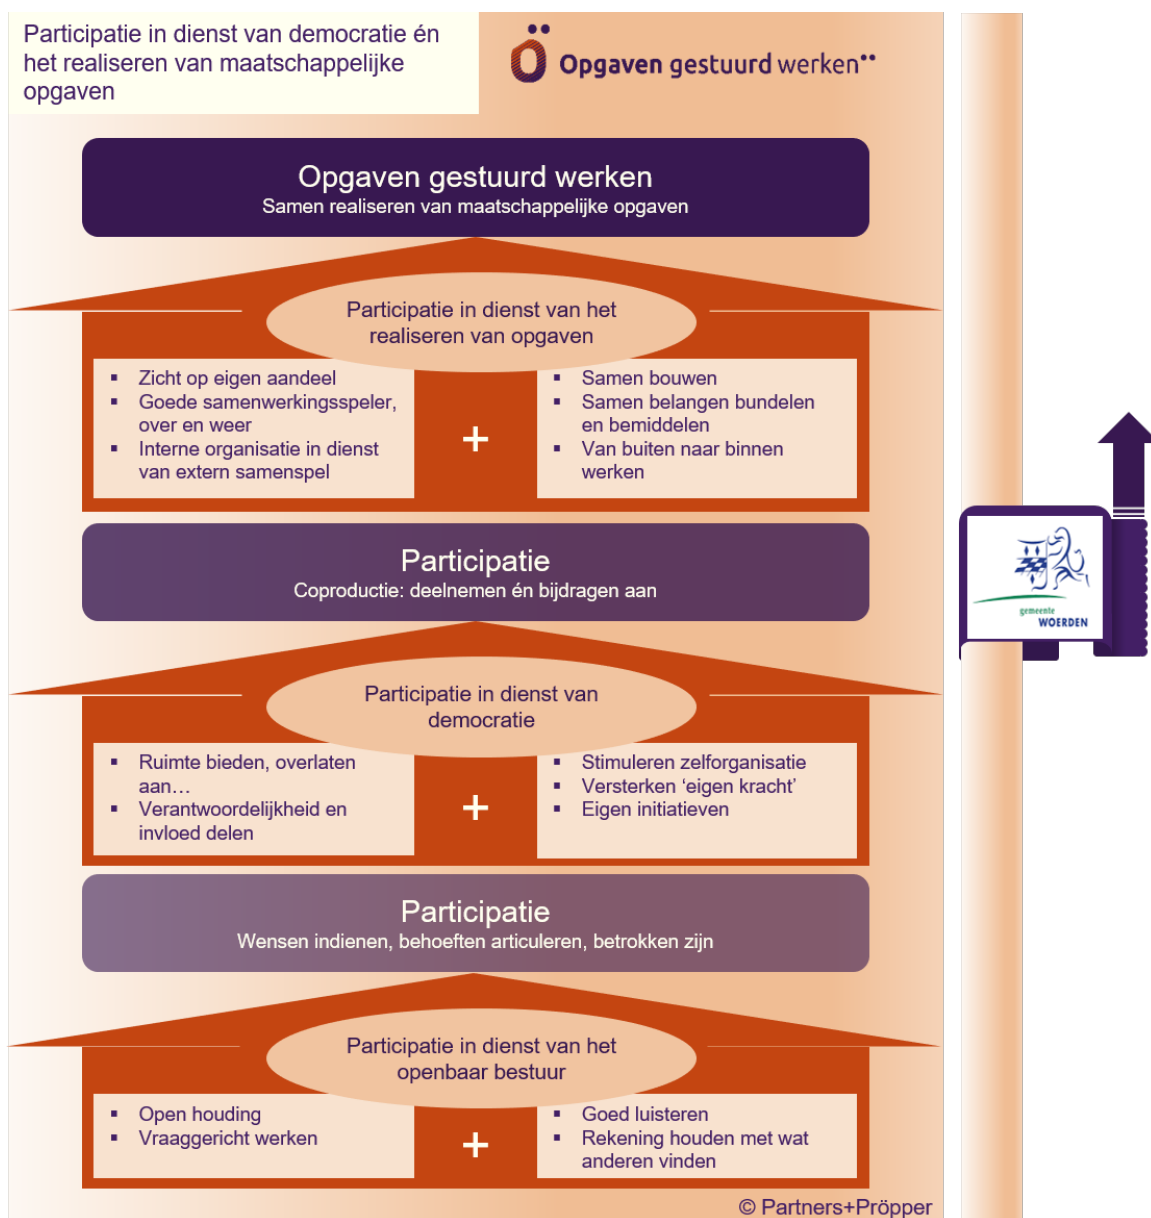 Participatie in dienst van democratie én
het realiseren van maatschappelijke
opgaven
Opgaven gestuurd werken
Opgaven gestuurd werken
Samen realiseren van maatschappelijke opgaven
Participatie in dienst van het
realiseren van opgaven
▪ Zicht op eigen aandeel
▪ Goede samenwerkingsspeler,
over en weer
▪ Interne organisatie in dienst
van extern samenspel
+
▪ Samen bouwen
▪ Samen belangen bundelen
en bemiddelen
▪ Van buiten naar binnen
werken
Participatie
Coproductie: deelnemen én bijdragen aan
gemeente
WOERDEN
Participatie in dienst van
democratie
▪ Ruimte bieden, overlaten
aan…
▪ Verantwoordelijkheid en
invloed delen
+
▪ Stimuleren zelforganisatie
▪ Versterken ‘eigen kracht’
▪ Eigen initiatieven
Participatie
Wensen indienen, behoeften articuleren, betrokken zijn
Participatie in dienst van het
openbaar bestuur
▪ Open houding
▪ Vraaggericht werken
+
▪ Goed luisteren
▪ Rekening houden met wat
anderen vinden
© Partners+Pröpper